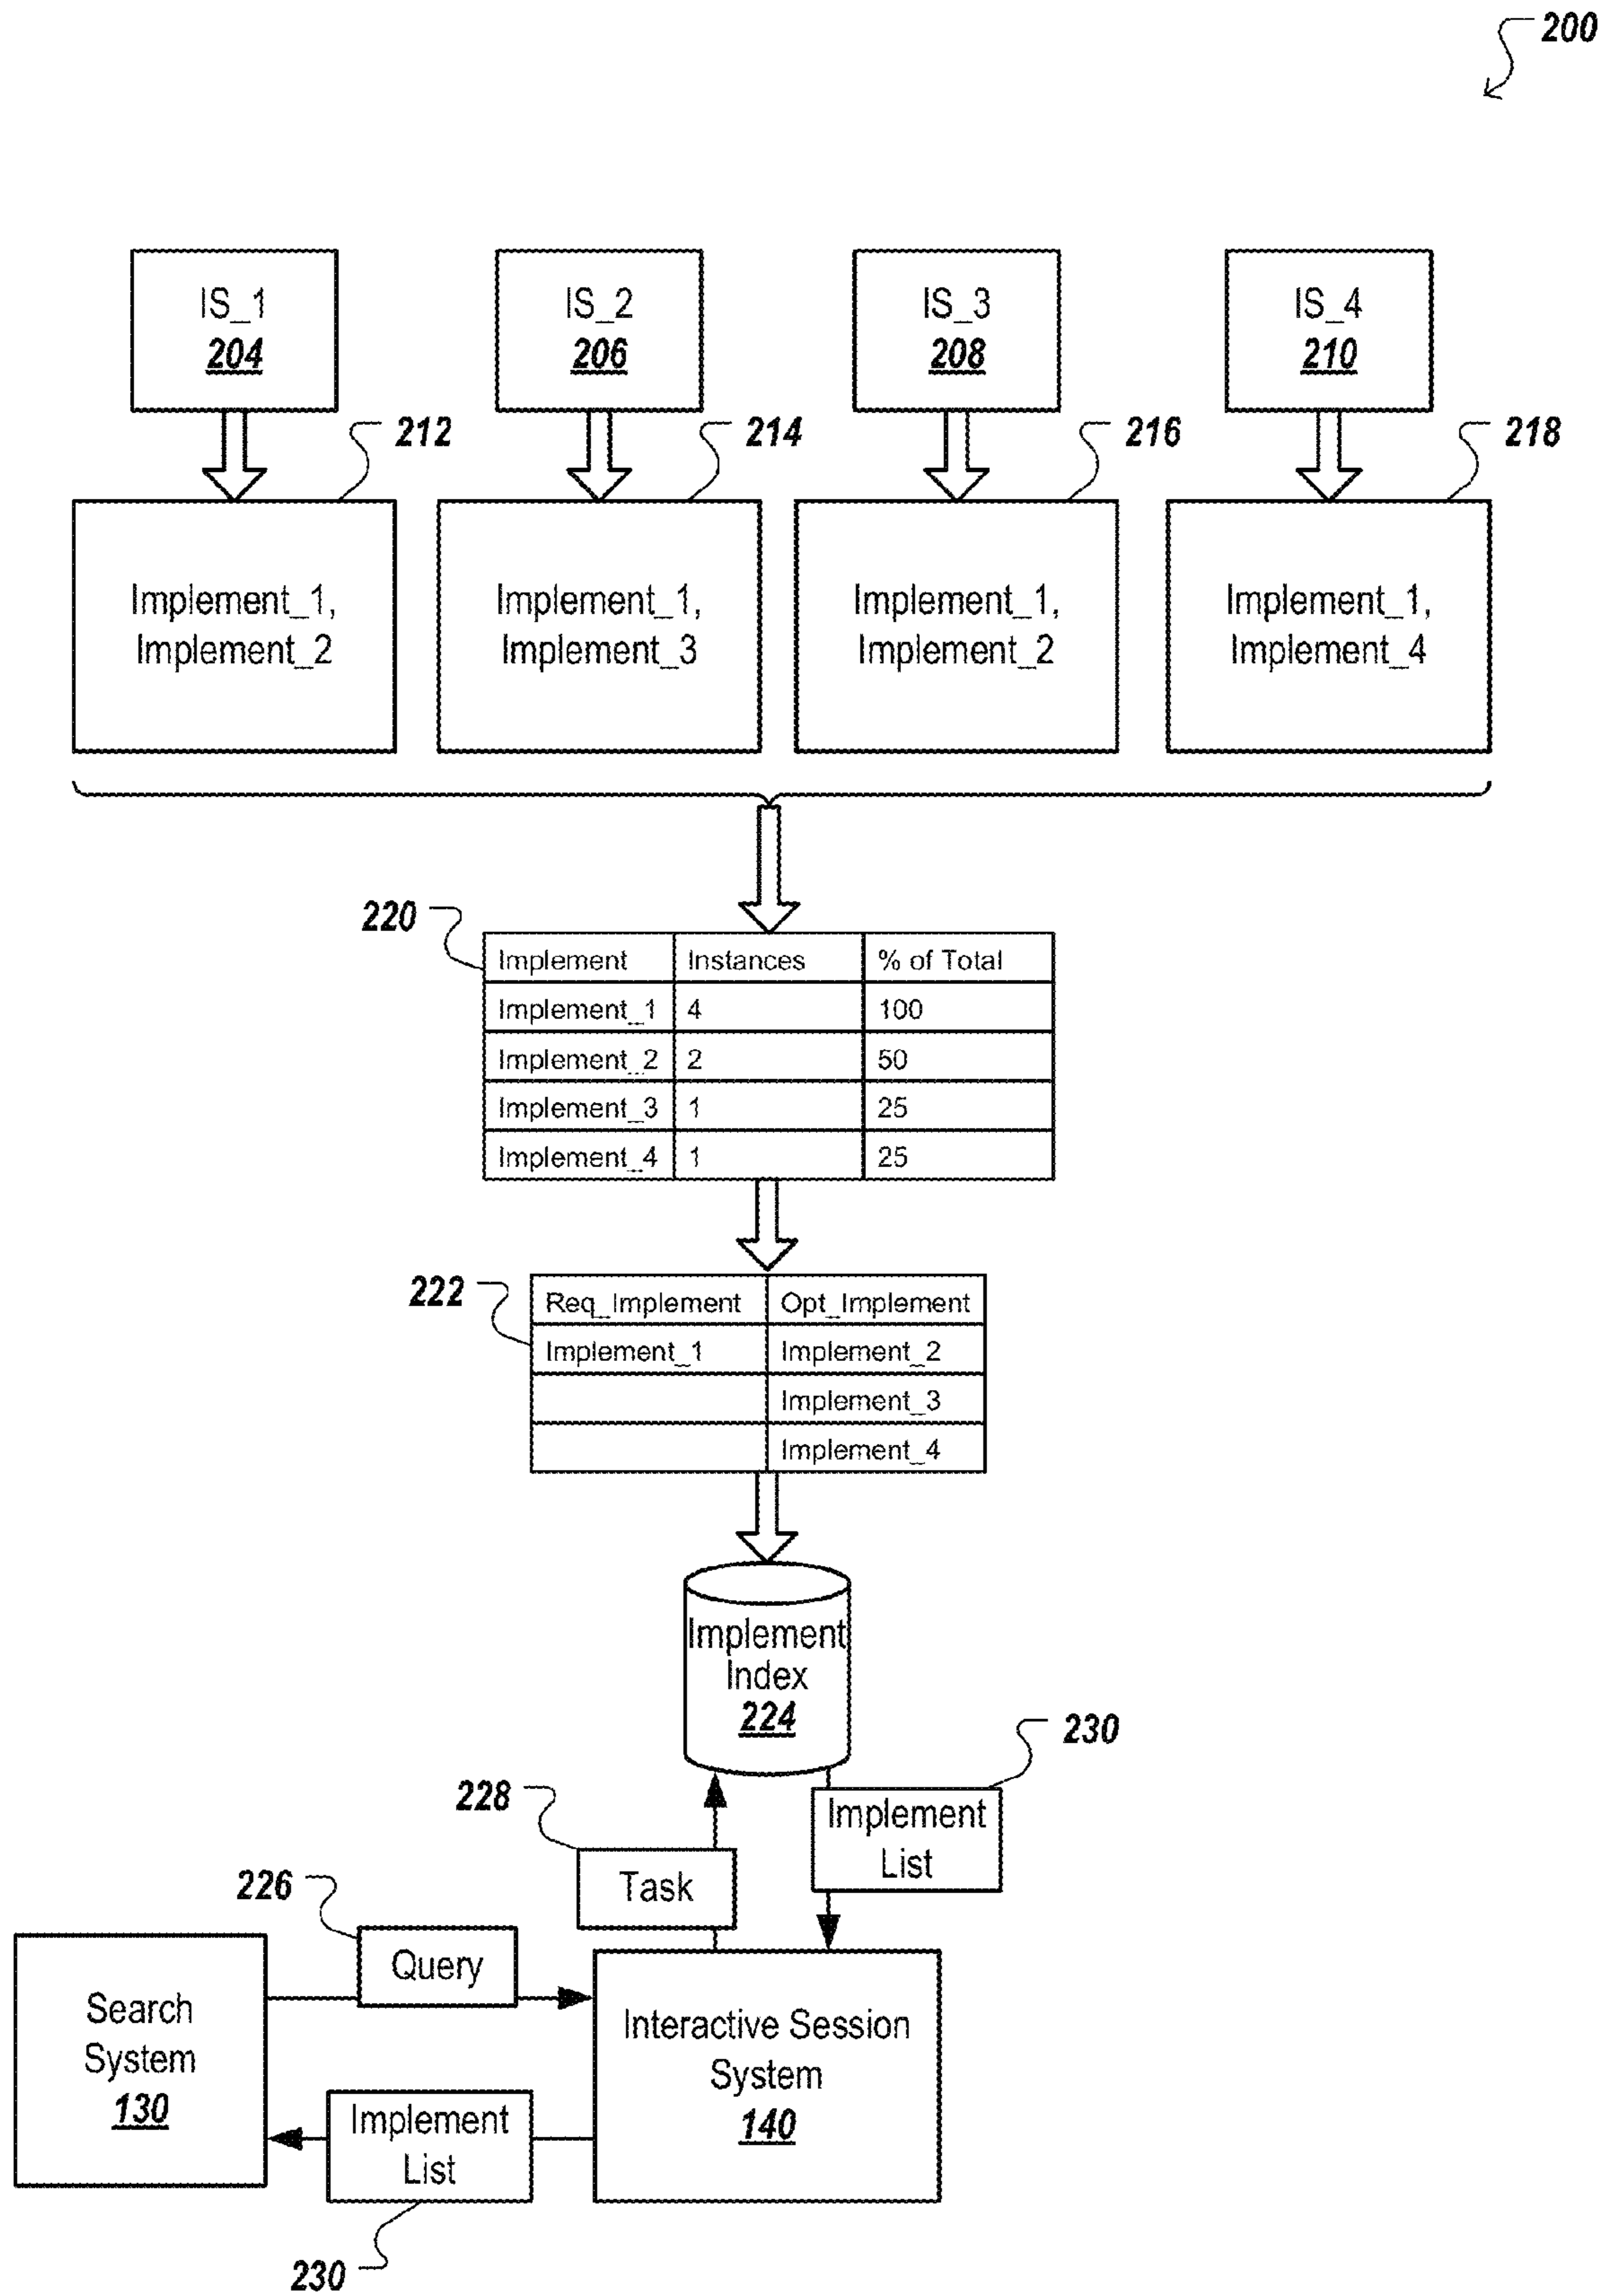 200
IS_1
204
IS_2
206
IS_3
208
IS_4
210
212
214
216
218
Implement_1,
Implement_2
Implement_1,
Implement_3
Implement_1,
Implement_2
Implement_1,
Implement_4
220
Implement Instances % of Total
Implement_1 4 100
Implement_2 2 50
Implement_3 1 25
Implement_4 1 25
222
Req_Implement Opt_Implement
Implement_1 Implement_2
Implement_3
Implement_4
Implement
Index
224
230
228
Implement
List
Task
226
Query
Search
System
130
Interactive Session
System
140
Implement
List
230